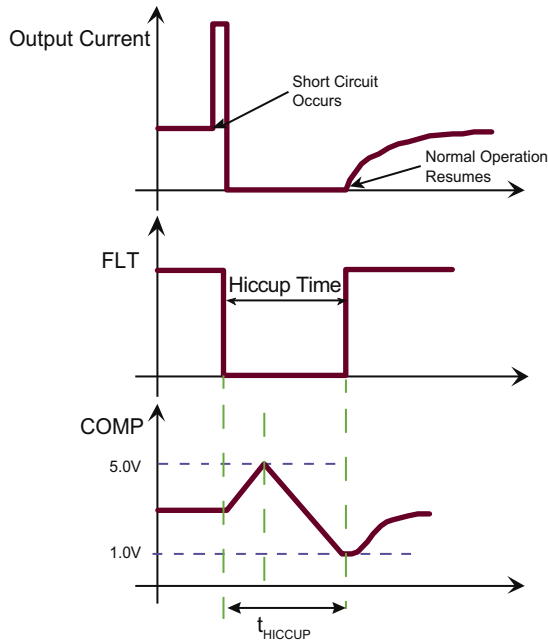 Output Current
Short Circuit
Occurs
Normal Operation
Resumes
FLT
Hiccup Time
COMP
5.0V
1.0V
tHICCUP